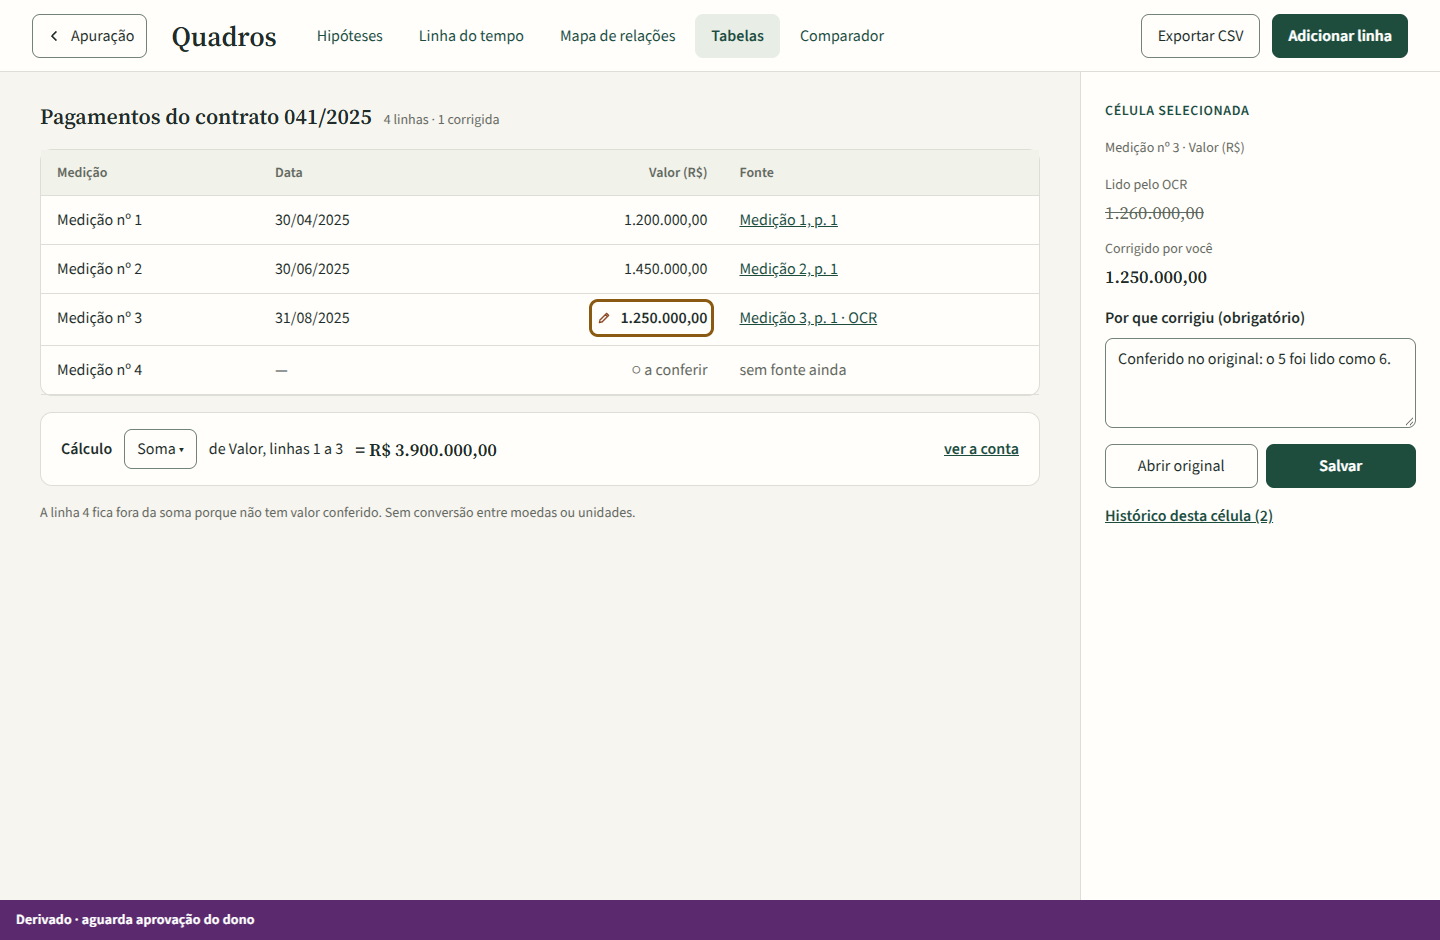 Apuração
Quadros
Hipóteses
Linha do tempo
Mapa de relações
Tabelas
Comparador
Exportar CSV
Adicionar linha
Pagamentos do contrato 041/2025
4 linhas · 1 corrigida
Medição Data Valor (R$) Fonte
Medição nº 1 30/04/2025 1.200.000,00 Medição 1, p. 1
Medição nº 2 30/06/2025 1.450.000,00 Medição 2, p. 1
Medição nº 3 31/08/2025 1.250.000,00 Medição 3, p. 1 · OCR
Medição nº 4 — ○ a conferir sem fonte ainda
Cálculo Soma ▾ de Valor, linhas 1 a 3 = R$ 3.900.000,00 ver a conta
A linha 4 fica fora da soma porque não tem valor conferido. Sem conversão entre moedas ou unidades.
CÉLULA SELECIONADA
Medição nº 3 · Valor (R$)
Lido pelo OCR
1.260.000,00
Corrigido por você
1.250.000,00
Por que corrigiu (obrigatório)
Conferido no original: o 5 foi lido como 6.
Abrir original
Salvar
Histórico desta célula (2)
Derivado · aguarda aprovação do dono